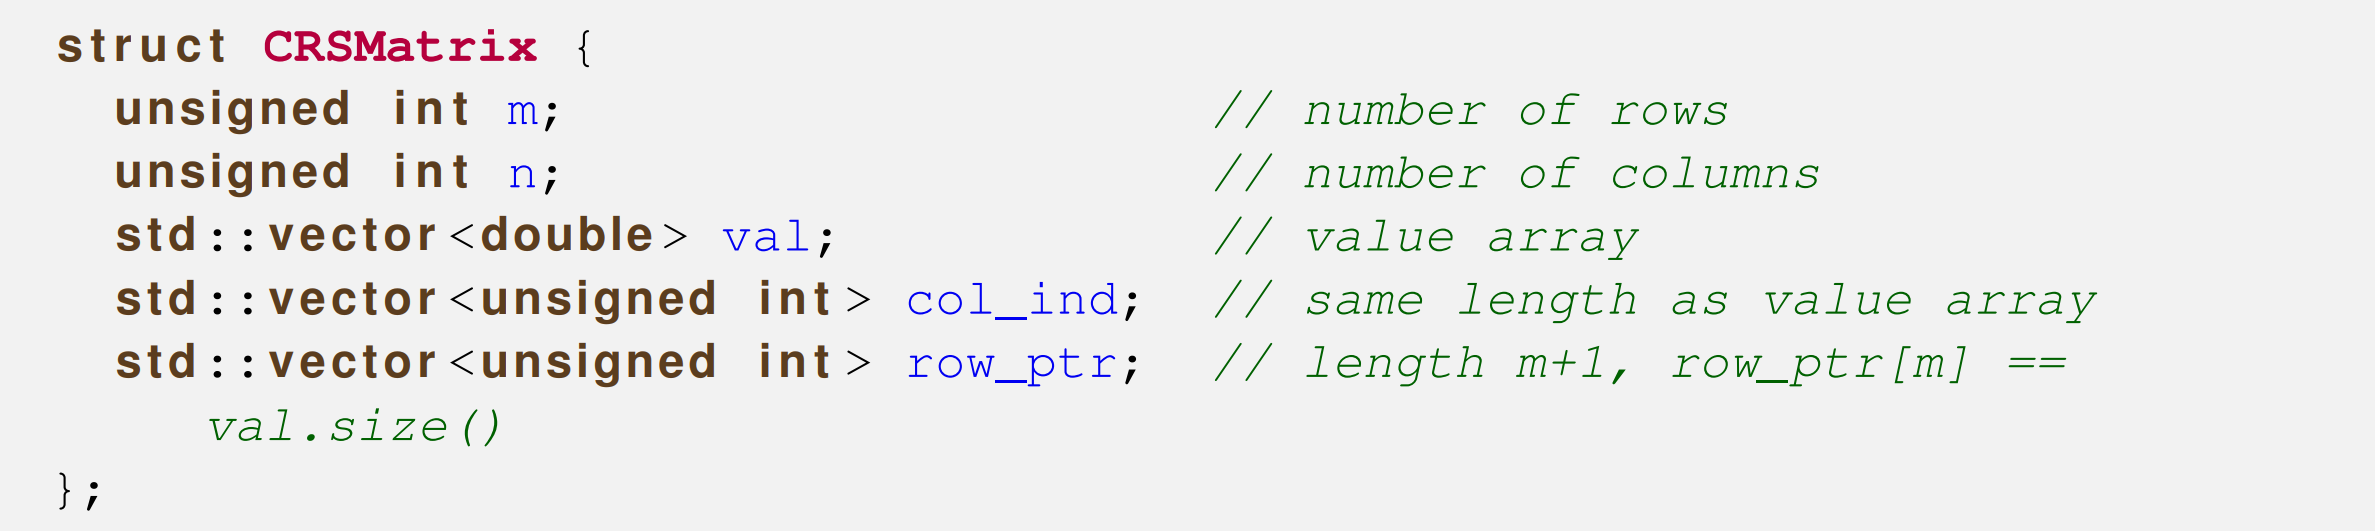 struct CRSMatrix {
  unsigned int m;                      // number of rows
  unsigned int n;                      // number of columns
  std::vector<double> val;             // value array
  std::vector<unsigned int> col_ind;   // same length as value array
  std::vector<unsigned int> row_ptr;   // length m+1, row_ptr[m] ==
     val.size()
};